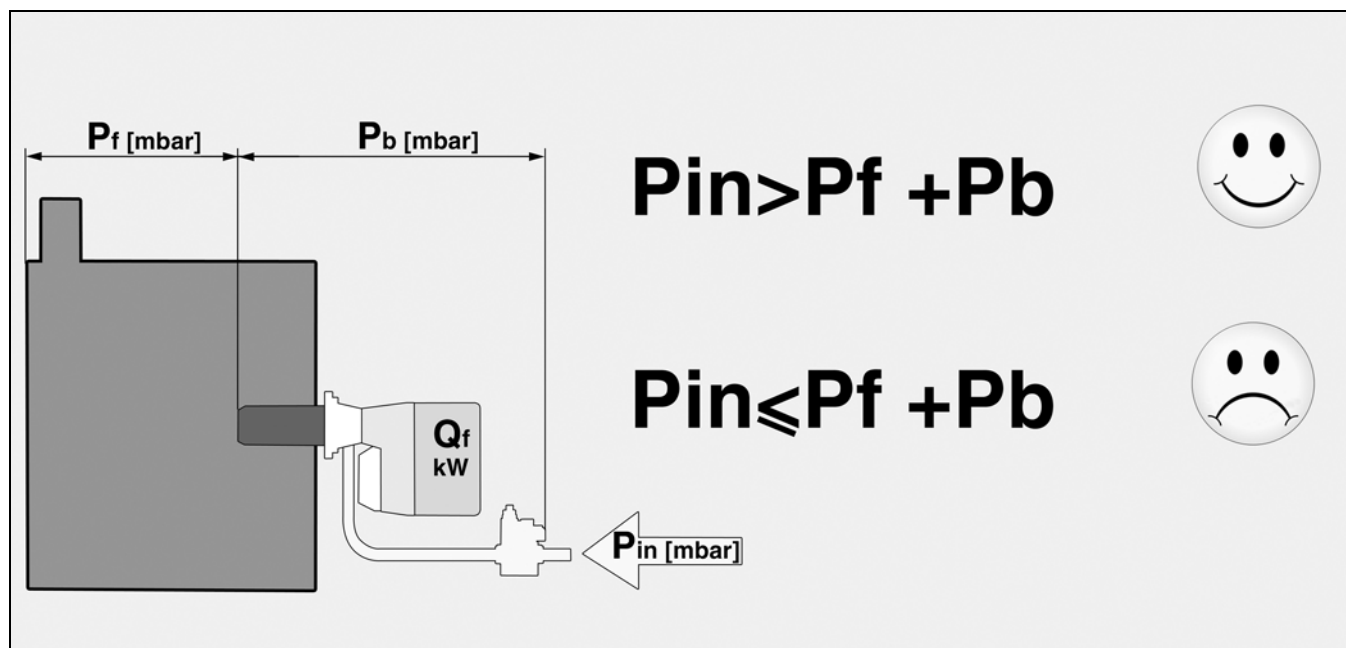 Pf [mbar]
Pb [mbar]
Pin>Pf +Pb
Pin⩽Pf +Pb
Qf
kW
Pin [mbar]